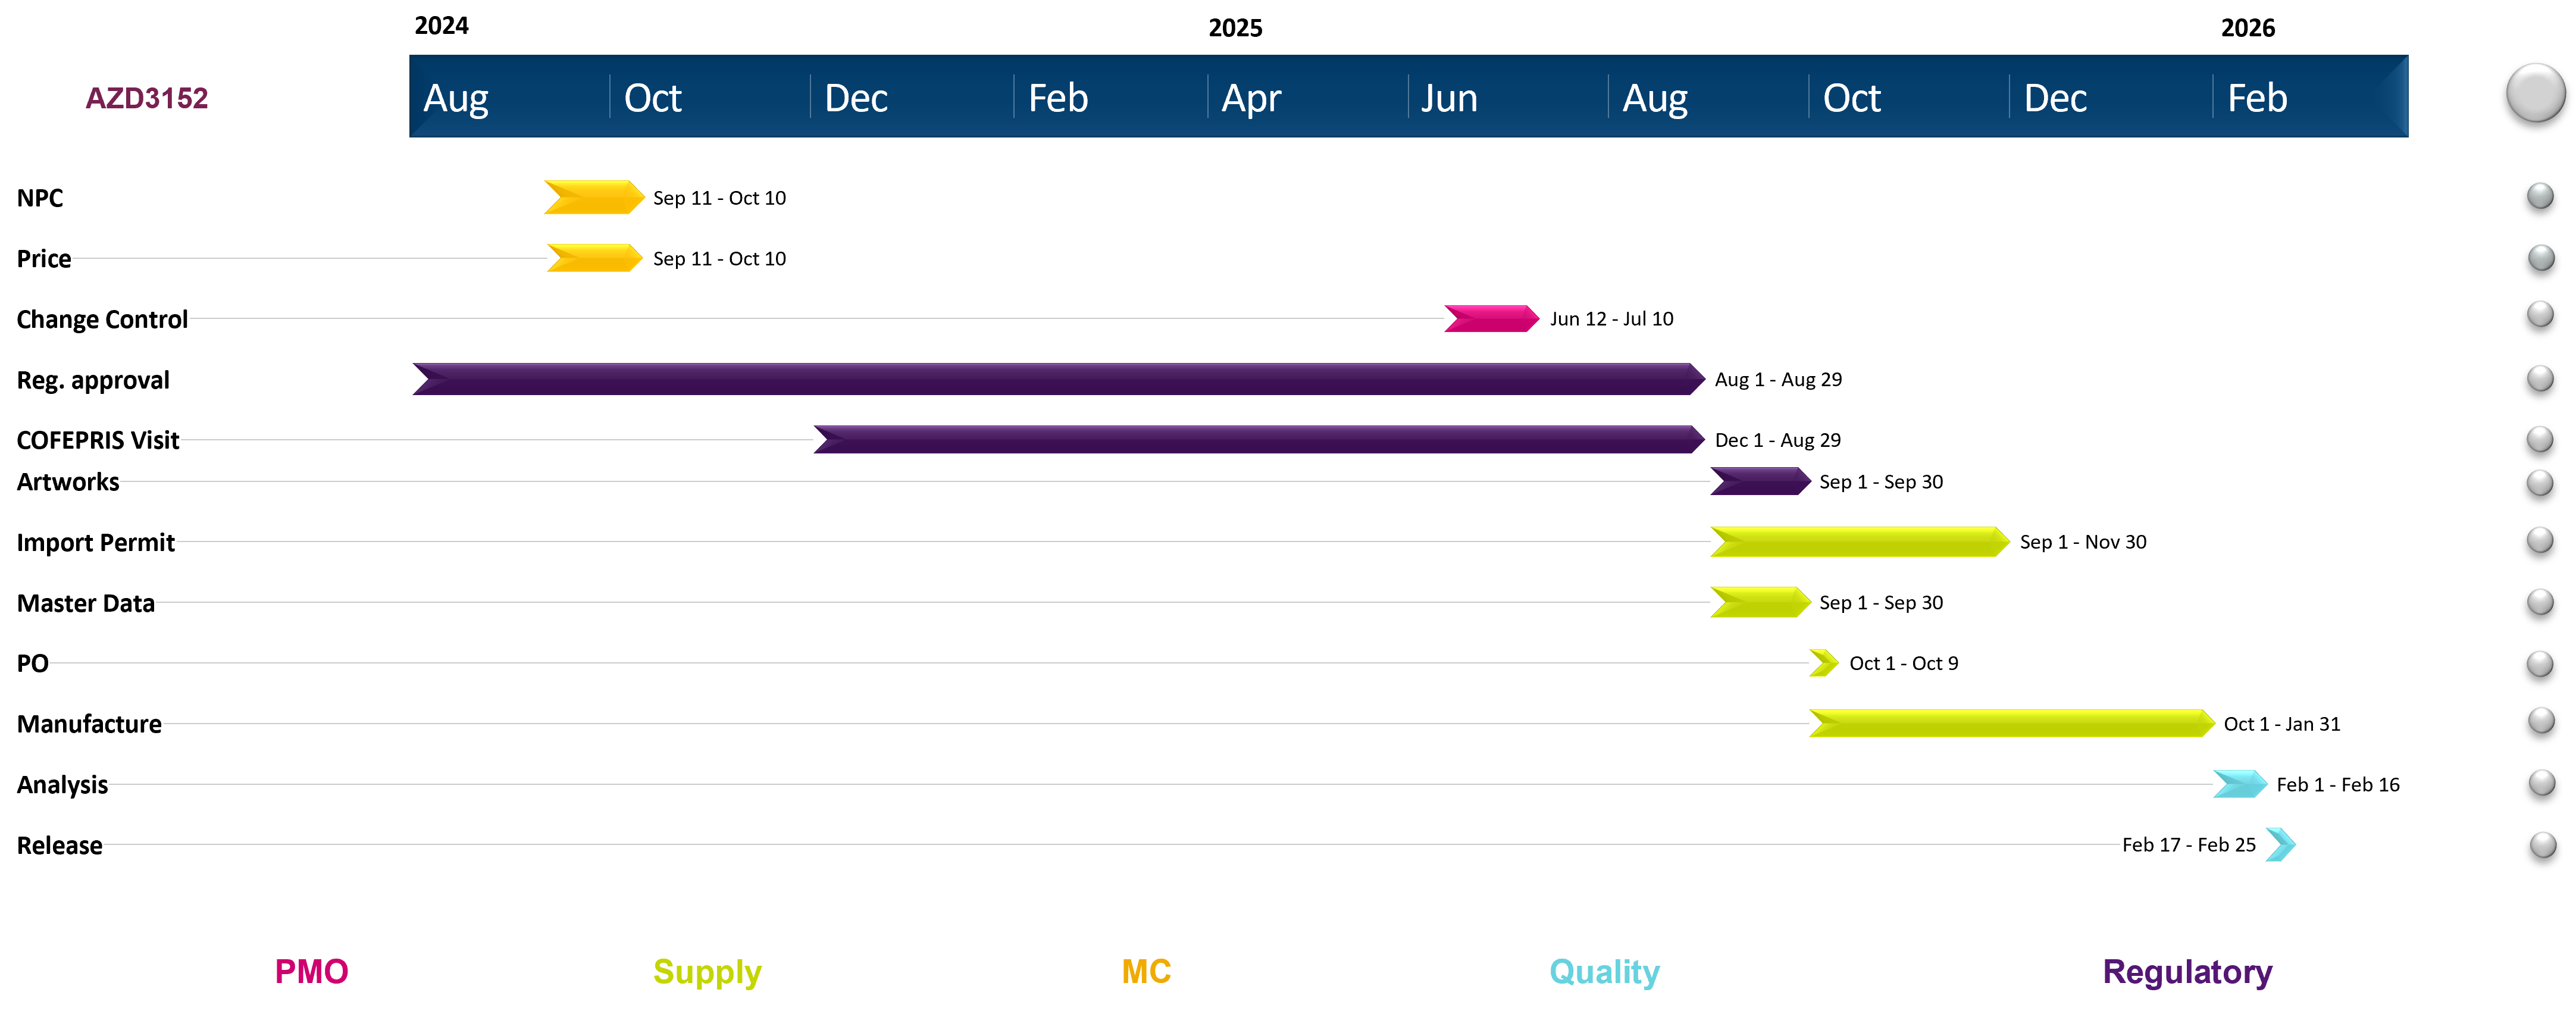 2024 2025 2026
AZD3152 Aug Oct Dec Feb Apr Jun Aug Oct Dec Feb
NPC Sep 11 - Oct 10
Price Sep 11 - Oct 10
Change Control Jun 12 - Jul 10
Reg. approval Aug 1 - Aug 29
COFEPRIS Visit Dec 1 - Aug 29
Artworks Sep 1 - Sep 30
Import Permit Sep 1 - Nov 30
Master Data Sep 1 - Sep 30
PO Oct 1 - Oct 9
Manufacture Oct 1 - Jan 31
Analysis Feb 1 - Feb 16
Release Feb 17 - Feb 25
PMO Supply MC Quality Regulatory